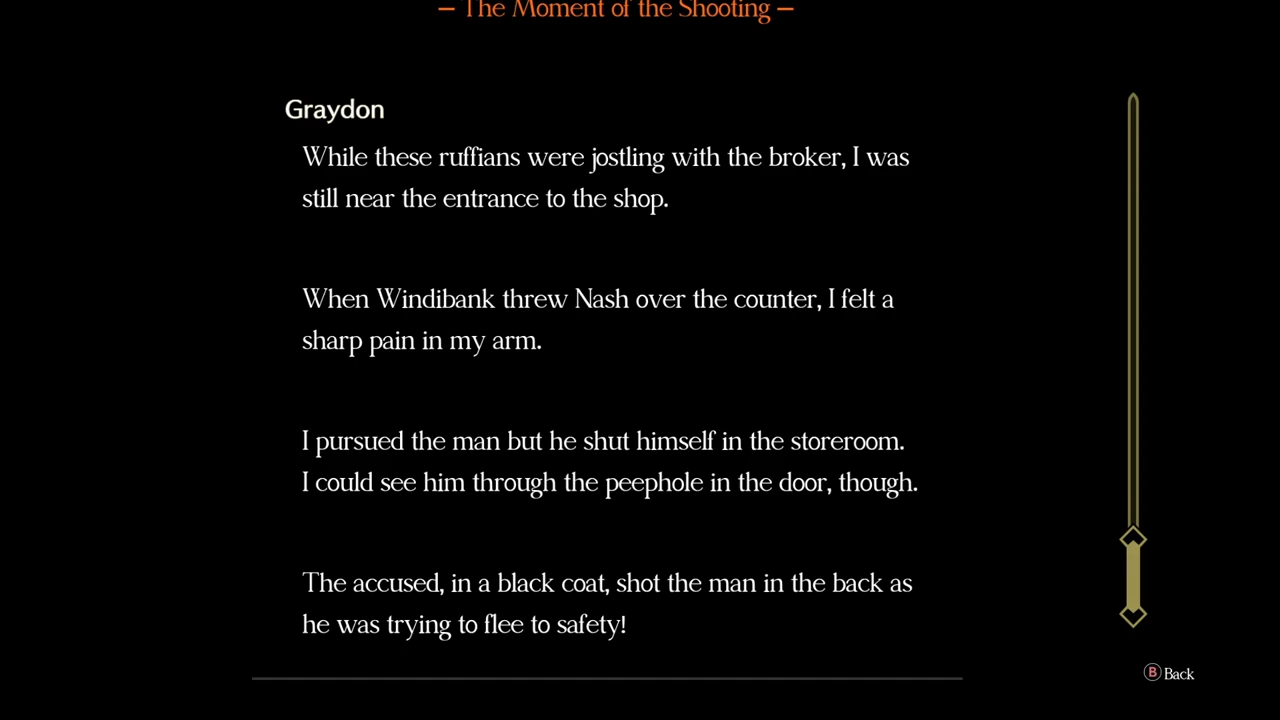 — The Moment of the Shooting —
Graydon
While these ruffians were jostling with the broker, I was
still near the entrance to the shop.
When Windibank threw Nash over the counter, I felt a
sharp pain in my arm.
I pursued the man but he shut himself in the storeroom.
I could see him through the peephole in the door, though.
The accused, in a black coat, shot the man in the back as
he was trying to flee to safety!
B Back